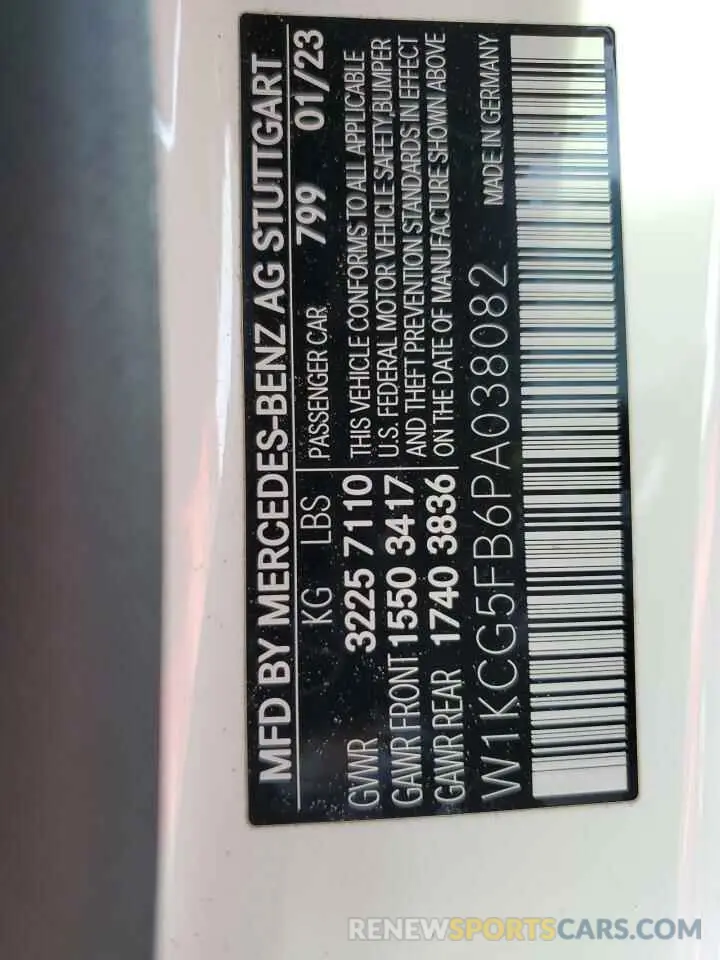 MFD BY MERCEDES-BENZ AG STUTTGART
KG LBS PASSENGER CAR 799 01/23
GVWR 3225 7110
GAWR FRONT 1550 3417
GAWR REAR 1740 3836
THIS VEHICLE CONFORMS TO ALL APPLICABLE
U.S. FEDERAL MOTOR VEHICLE SAFETY, BUMPER
AND THEFT PREVENTION STANDARDS IN EFFECT
ON THE DATE OF MANUFACTURE SHOWN ABOVE.
W1KCG5FB6PA038082 MADE IN GERMANY
RENEWSPORTSCARS.COM